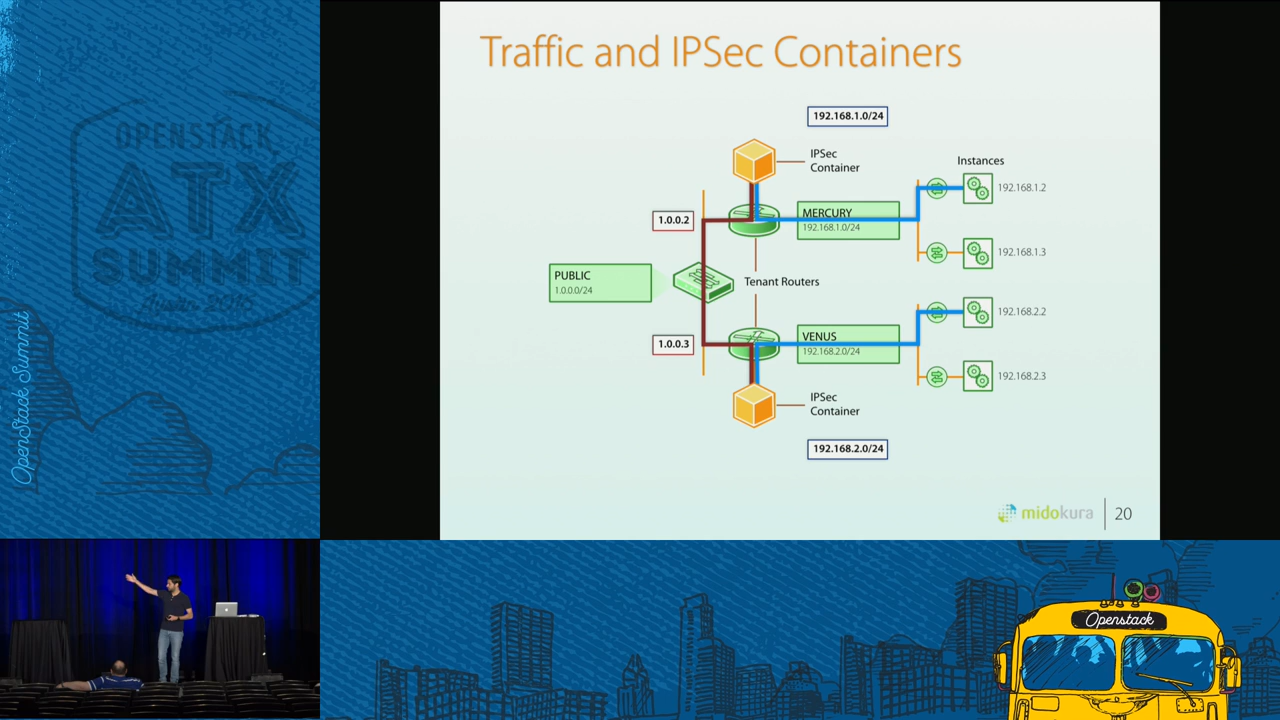 OPENSTACK
ATX
SUMMIT
OpenStack Summit
Traffic and IPSec Containers
192.168.1.0/24
IPSec
Container
Instances
192.168.1.2
1.0.0.2
MERCURY
192.168.1.0/24
192.168.1.3
PUBLIC
1.0.0.0/24
Tenant Routers
192.168.2.2
1.0.0.3
VENUS
192.168.2.0/24
192.168.2.3
IPSec
Container
192.168.2.0/24
midokura
20
Openstack